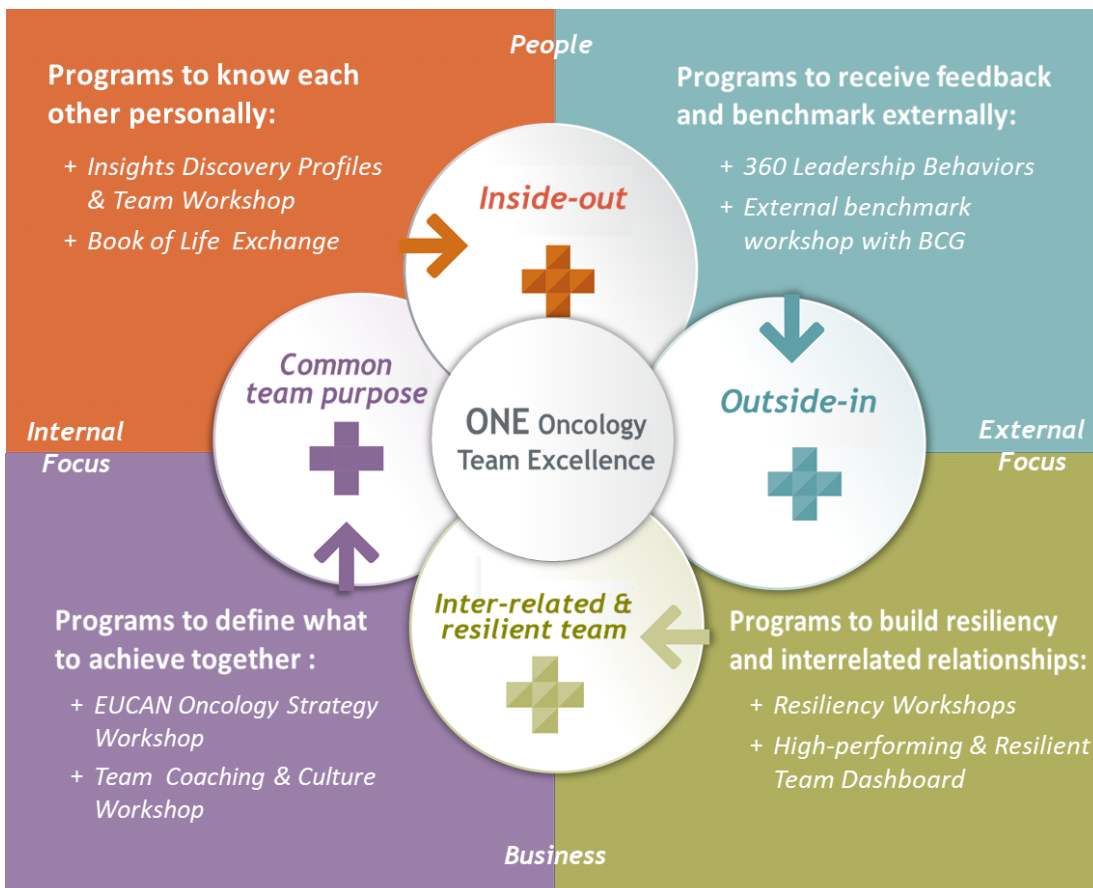 People
Programs to know each
other personally:
+ Insights Discovery Profiles
& Team Workshop
+ Book of Life Exchange
Programs to receive feedback
and benchmark externally:
+ 360 Leadership Behaviors
+ External benchmark
workshop with BCG
Inside-out
Common
team purpose
ONE Oncology
Team Excellence
Outside-in
Internal
Focus
External
Focus
Inter-related &
resilient team
Programs to define what
to achieve together :
+ EUCAN Oncology Strategy
Workshop
+ Team Coaching & Culture
Workshop
Programs to build resiliency
and interrelated relationships:
+ Resiliency Workshops
+ High-performing & Resilient
Team Dashboard
Business